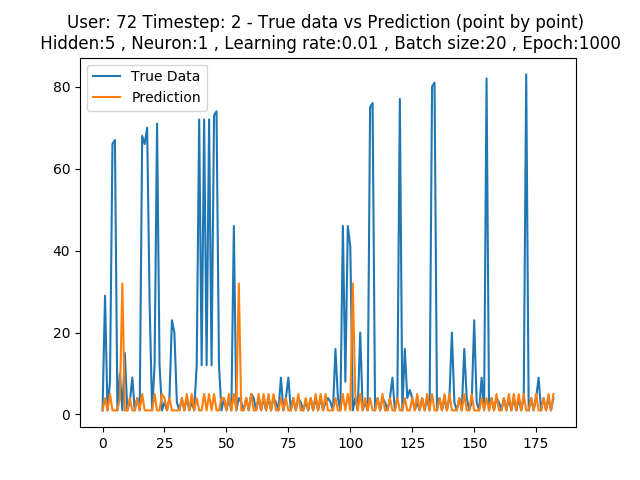 User: 72 Timestep: 2 - True data vs Prediction (point by point)
Hidden:5 , Neuron:1 , Learning rate:0.01 , Batch size:20 , Epoch:1000
True Data
Prediction
80
60
40
20
0
0 25 50 75 100 125 150 175